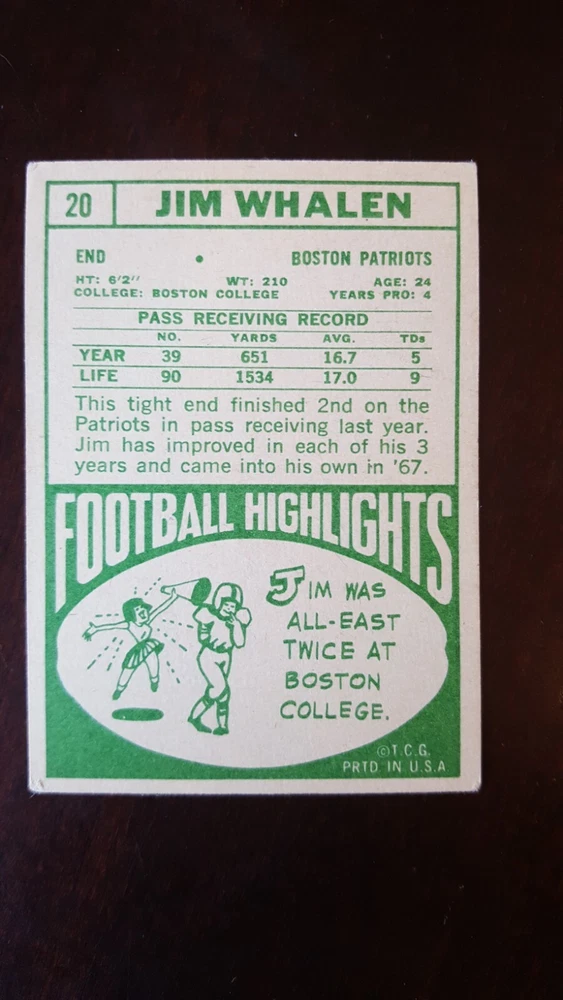 20 JIM WHALEN
END • BOSTON PATRIOTS
HT: 6'2" WT: 210 AGE: 24
COLLEGE: BOSTON COLLEGE YEARS PRO: 4
PASS RECEIVING RECORD
NO. YARDS AVG. TDs
YEAR 39 651 16.7 5
LIFE 90 1534 17.0 9
This tight end finished 2nd on the
Patriots in pass receiving last year.
Jim has improved in each of his 3
years and came into his own in '67.
FOOTBALL HIGHLIGHTS
JIM WAS
ALL-EAST
TWICE AT
BOSTON
COLLEGE.
©T.C.G.
PRTD IN U.S.A